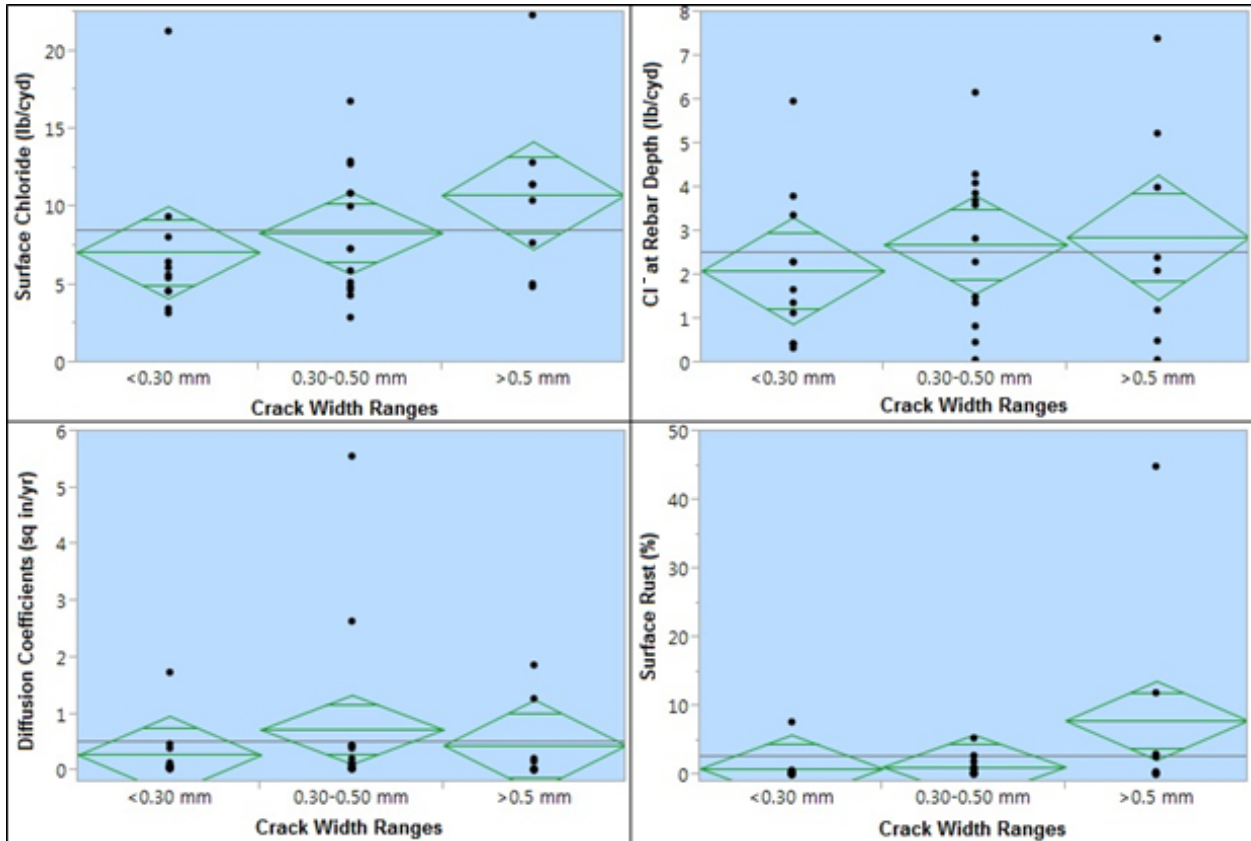 Surface Chloride (lb/cyd)
20
15
10
5
0
<0.30 mm 0.30-0.50 mm >0.5 mm
Crack Width Ranges
Cl⁻ at Rebar Depth (lb/cyd)
8
7
6
5
4
3
2
1
0
<0.30 mm 0.30-0.50 mm >0.5 mm
Crack Width Ranges
Diffusion Coefficients (sq in/yr)
6
5
4
3
2
1
0
<0.30 mm 0.30-0.50 mm >0.5 mm
Crack Width Ranges
Surface Rust (%)
50
40
30
20
10
0
<0.30 mm 0.30-0.50 mm >0.5 mm
Crack Width Ranges